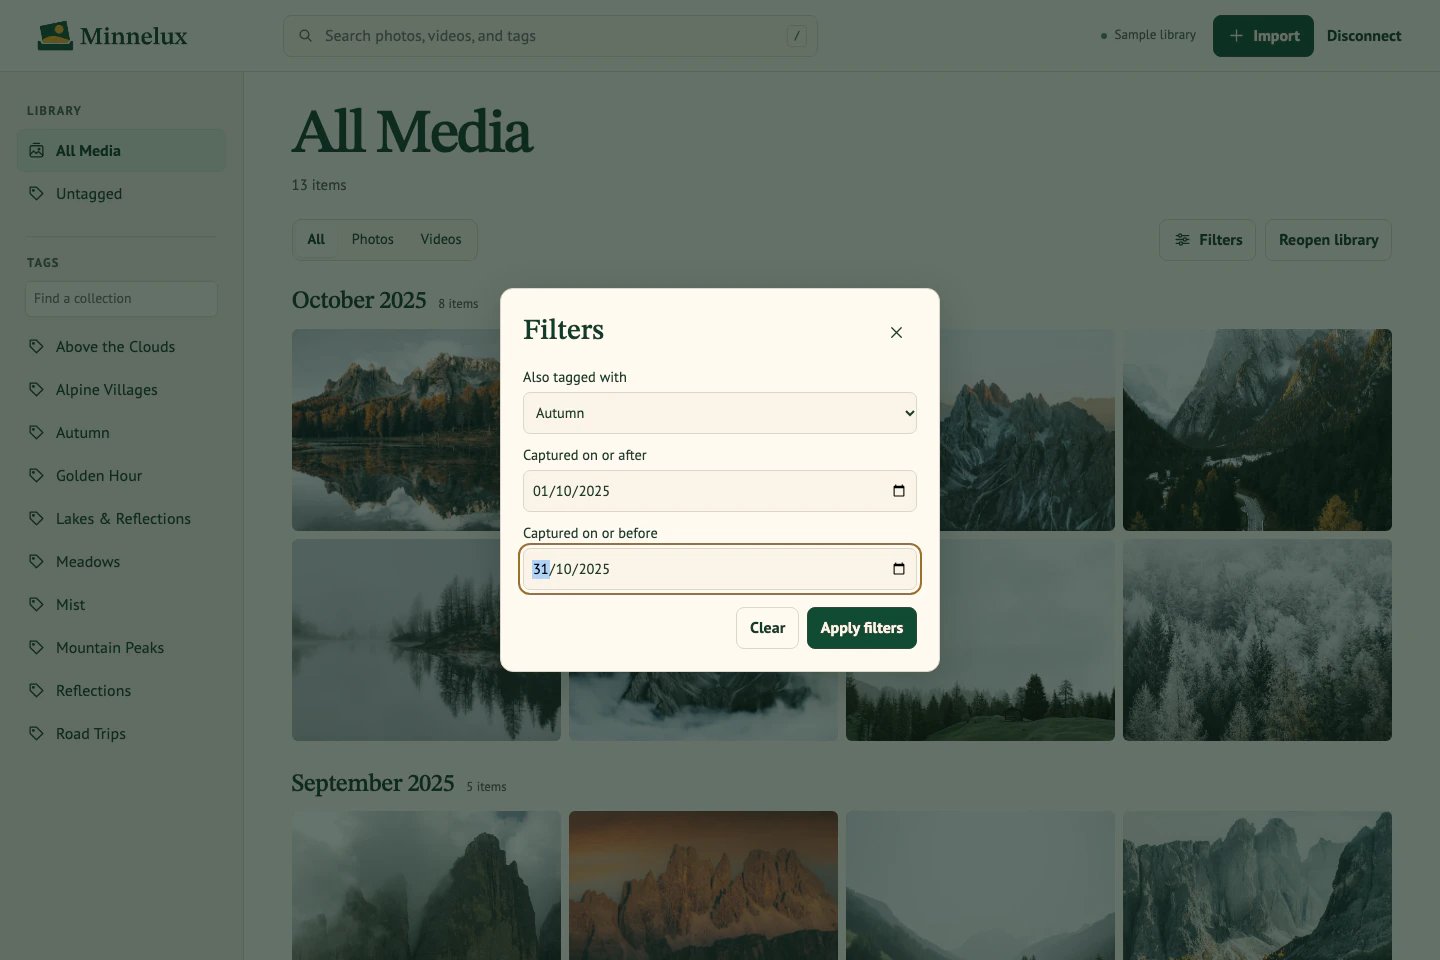 Minnelux
Search photos, videos, and tags
/
Sample library
Import
Disconnect
LIBRARY
All Media
Untagged
TAGS
Find a collection
Above the Clouds
Alpine Villages
Autumn
Golden Hour
Lakes & Reflections
Meadows
Mist
Mountain Peaks
Reflections
Road Trips
All Media
13 items
All
Photos
Videos
Filters
Reopen library
October 2025 8 items
Filters
Also tagged with
Autumn
Captured on or after
01/10/2025
Captured on or before
31/10/2025
Clear
Apply filters
September 2025 5 items